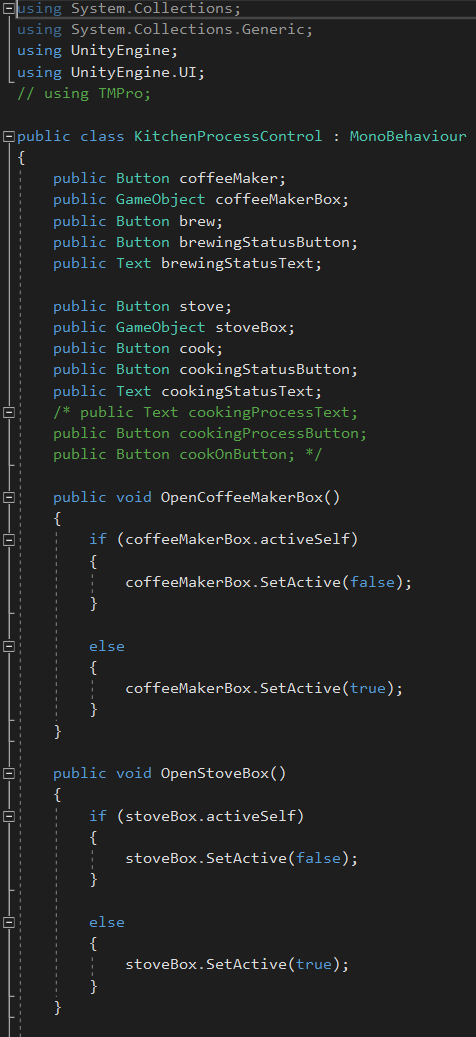 using System.Collections;
using System.Collections.Generic;
using UnityEngine;
using UnityEngine.UI;
// using TMPro;

public class KitchenProcessControl : MonoBehaviour
{
    public Button coffeeMaker;
    public GameObject coffeeMakerBox;
    public Button brew;
    public Button brewingStatusButton;
    public Text brewingStatusText;

    public Button stove;
    public GameObject stoveBox;
    public Button cook;
    public Button cookingStatusButton;
    public Text cookingStatusText;
    /* public Text cookingProcessText;
    public Button cookingProcessButton;
    public Button cookOnButton; */

    public void OpenCoffeeMakerBox()
    {
        if (coffeeMakerBox.activeSelf)
        {
            coffeeMakerBox.SetActive(false);
        }

        else
        {
            coffeeMakerBox.SetActive(true);
        }
    }

    public void OpenStoveBox()
    {
        if (stoveBox.activeSelf)
        {
            stoveBox.SetActive(false);
        }

        else
        {
            stoveBox.SetActive(true);
        }
    }